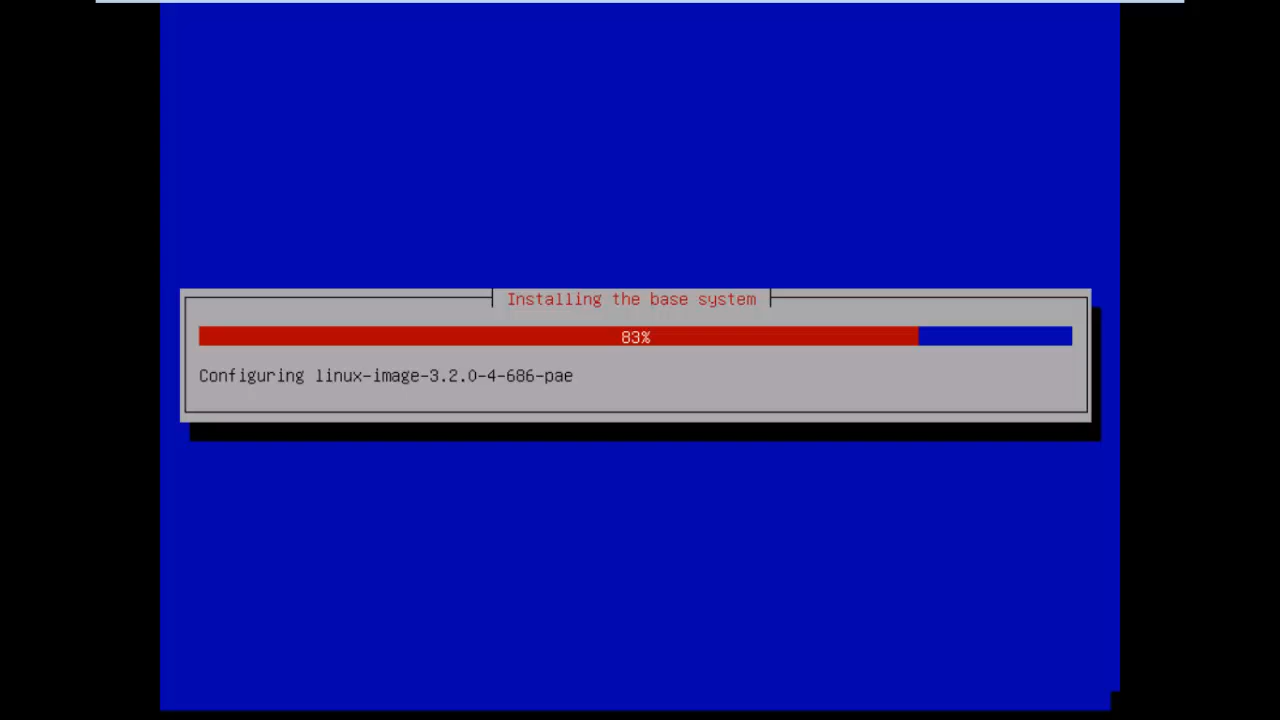 Installing the base system
83%
Configuring linux-image-3.2.0-4-686-pae